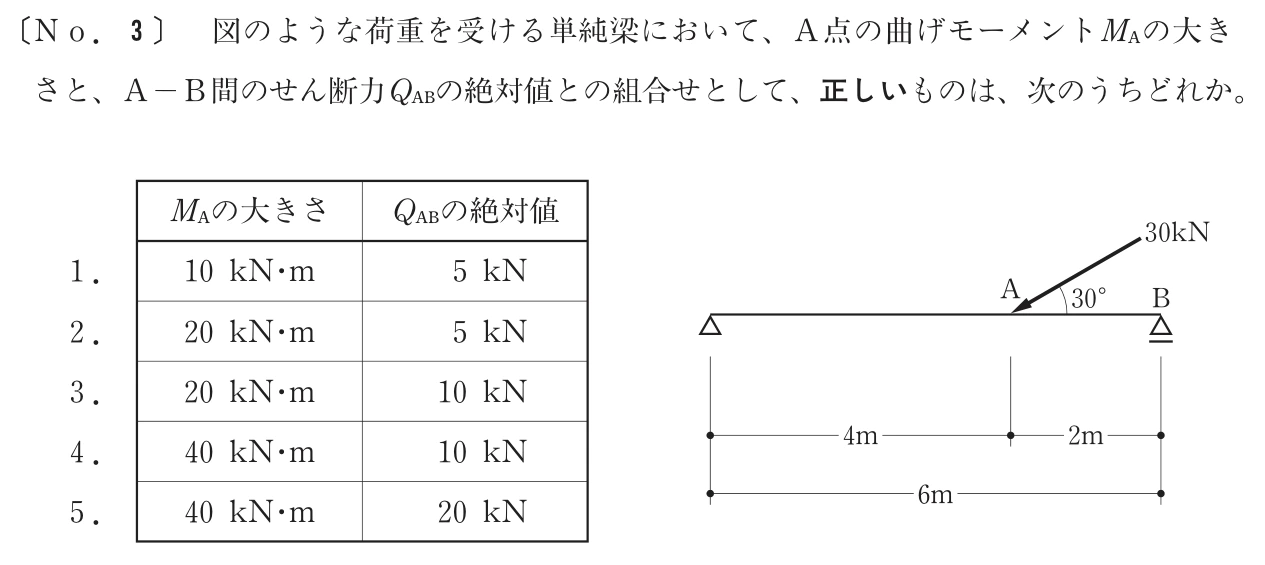 〔No. 3〕 図のような荷重を受ける単純梁において、A点の曲げモーメントMAの大き
さと、A－B間のせん断力QABの絶対値との組合せとして、正しいものは、次のうちどれか。
MAの大きさ QABの絶対値
1. 10 kN・m 5 kN
2. 20 kN・m 5 kN
3. 20 kN・m 10 kN
4. 40 kN・m 10 kN
5. 40 kN・m 20 kN
30kN
A 30° B
4m 2m
6m